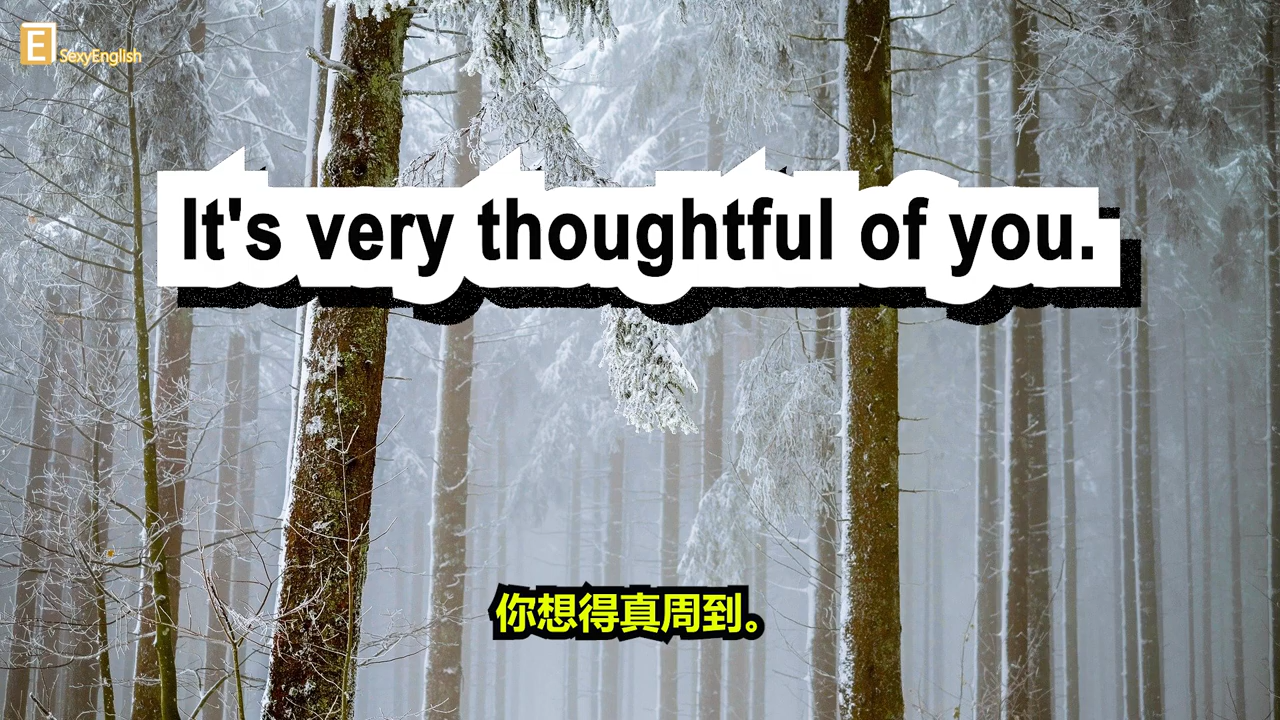 E
SexyEnglish
It's very thoughtful of you.
你想得真周到。